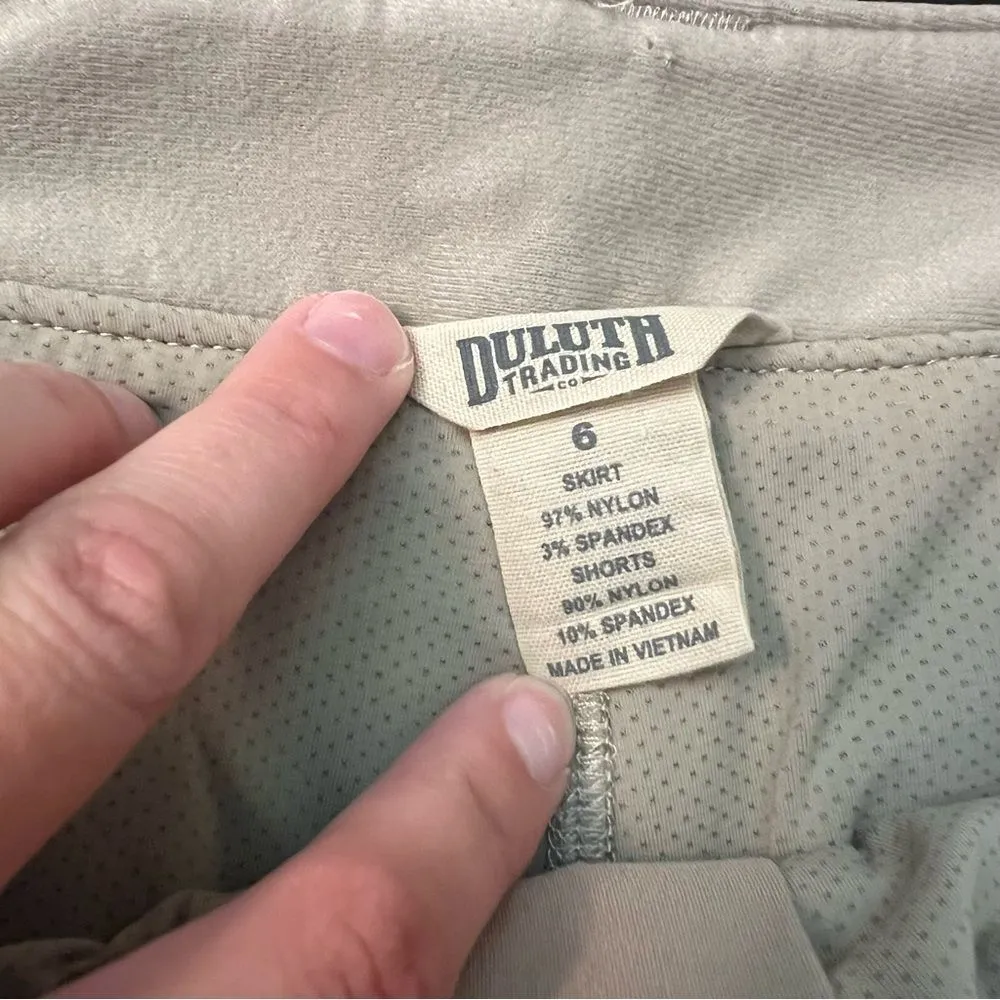 DULUTH
TRADING
CO
6
SKIRT
97% NYLON
3% SPANDEX
SHORTS
90% NYLON
10% SPANDEX
MADE IN VIETNAM